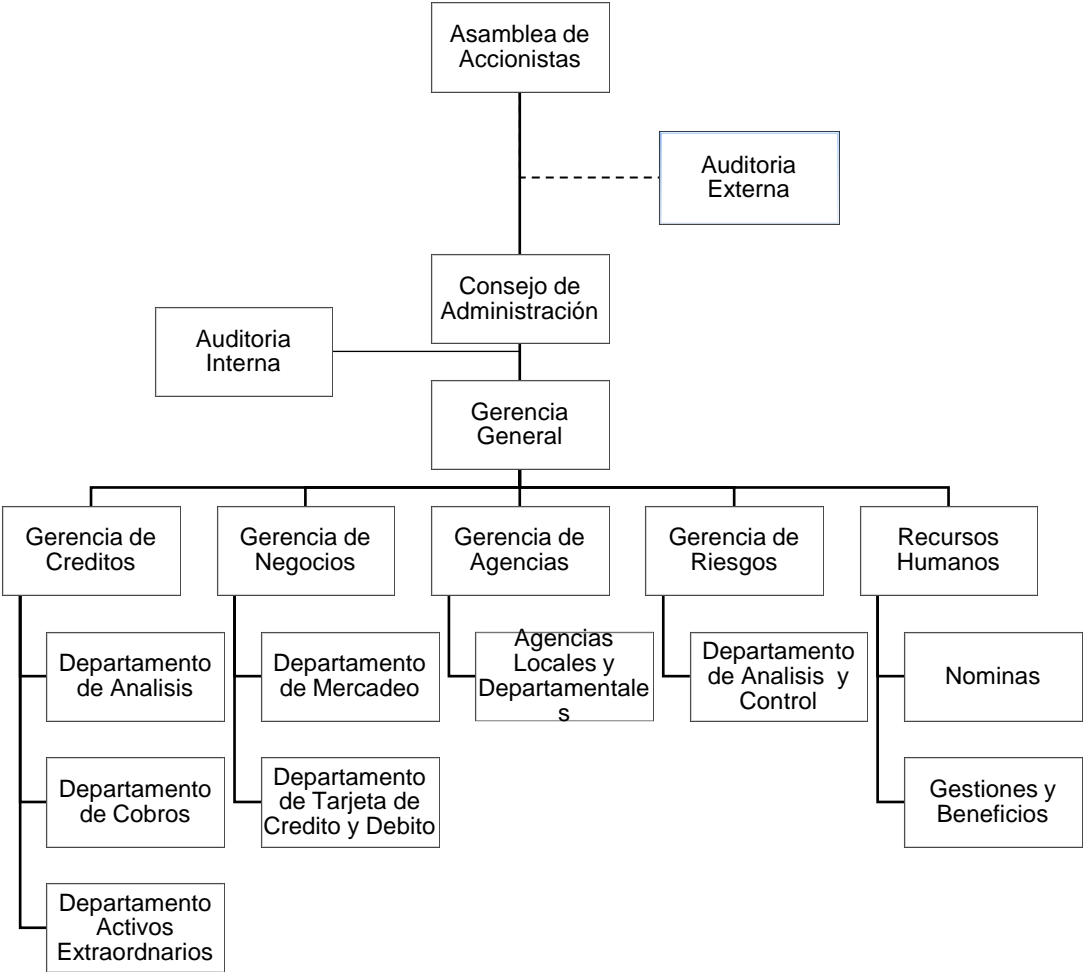 Asamblea de
Accionistas
Auditoria
Externa
Consejo de
Administración
Auditoria
Interna
Gerencia
General
Gerencia de
Creditos
Gerencia de
Negocios
Gerencia de
Agencias
Gerencia de
Riesgos
Recursos
Humanos
Departamento
de Analisis
Departamento
de Mercadeo
Agencias
Locales y
Departamentale
s
Departamento
de Analisis y
Control
Nominas
Departamento
de Cobros
Departamento
de Tarjeta de
Credito y Debito
Gestiones y
Beneficios
Departamento
Activos
Extraordnarios